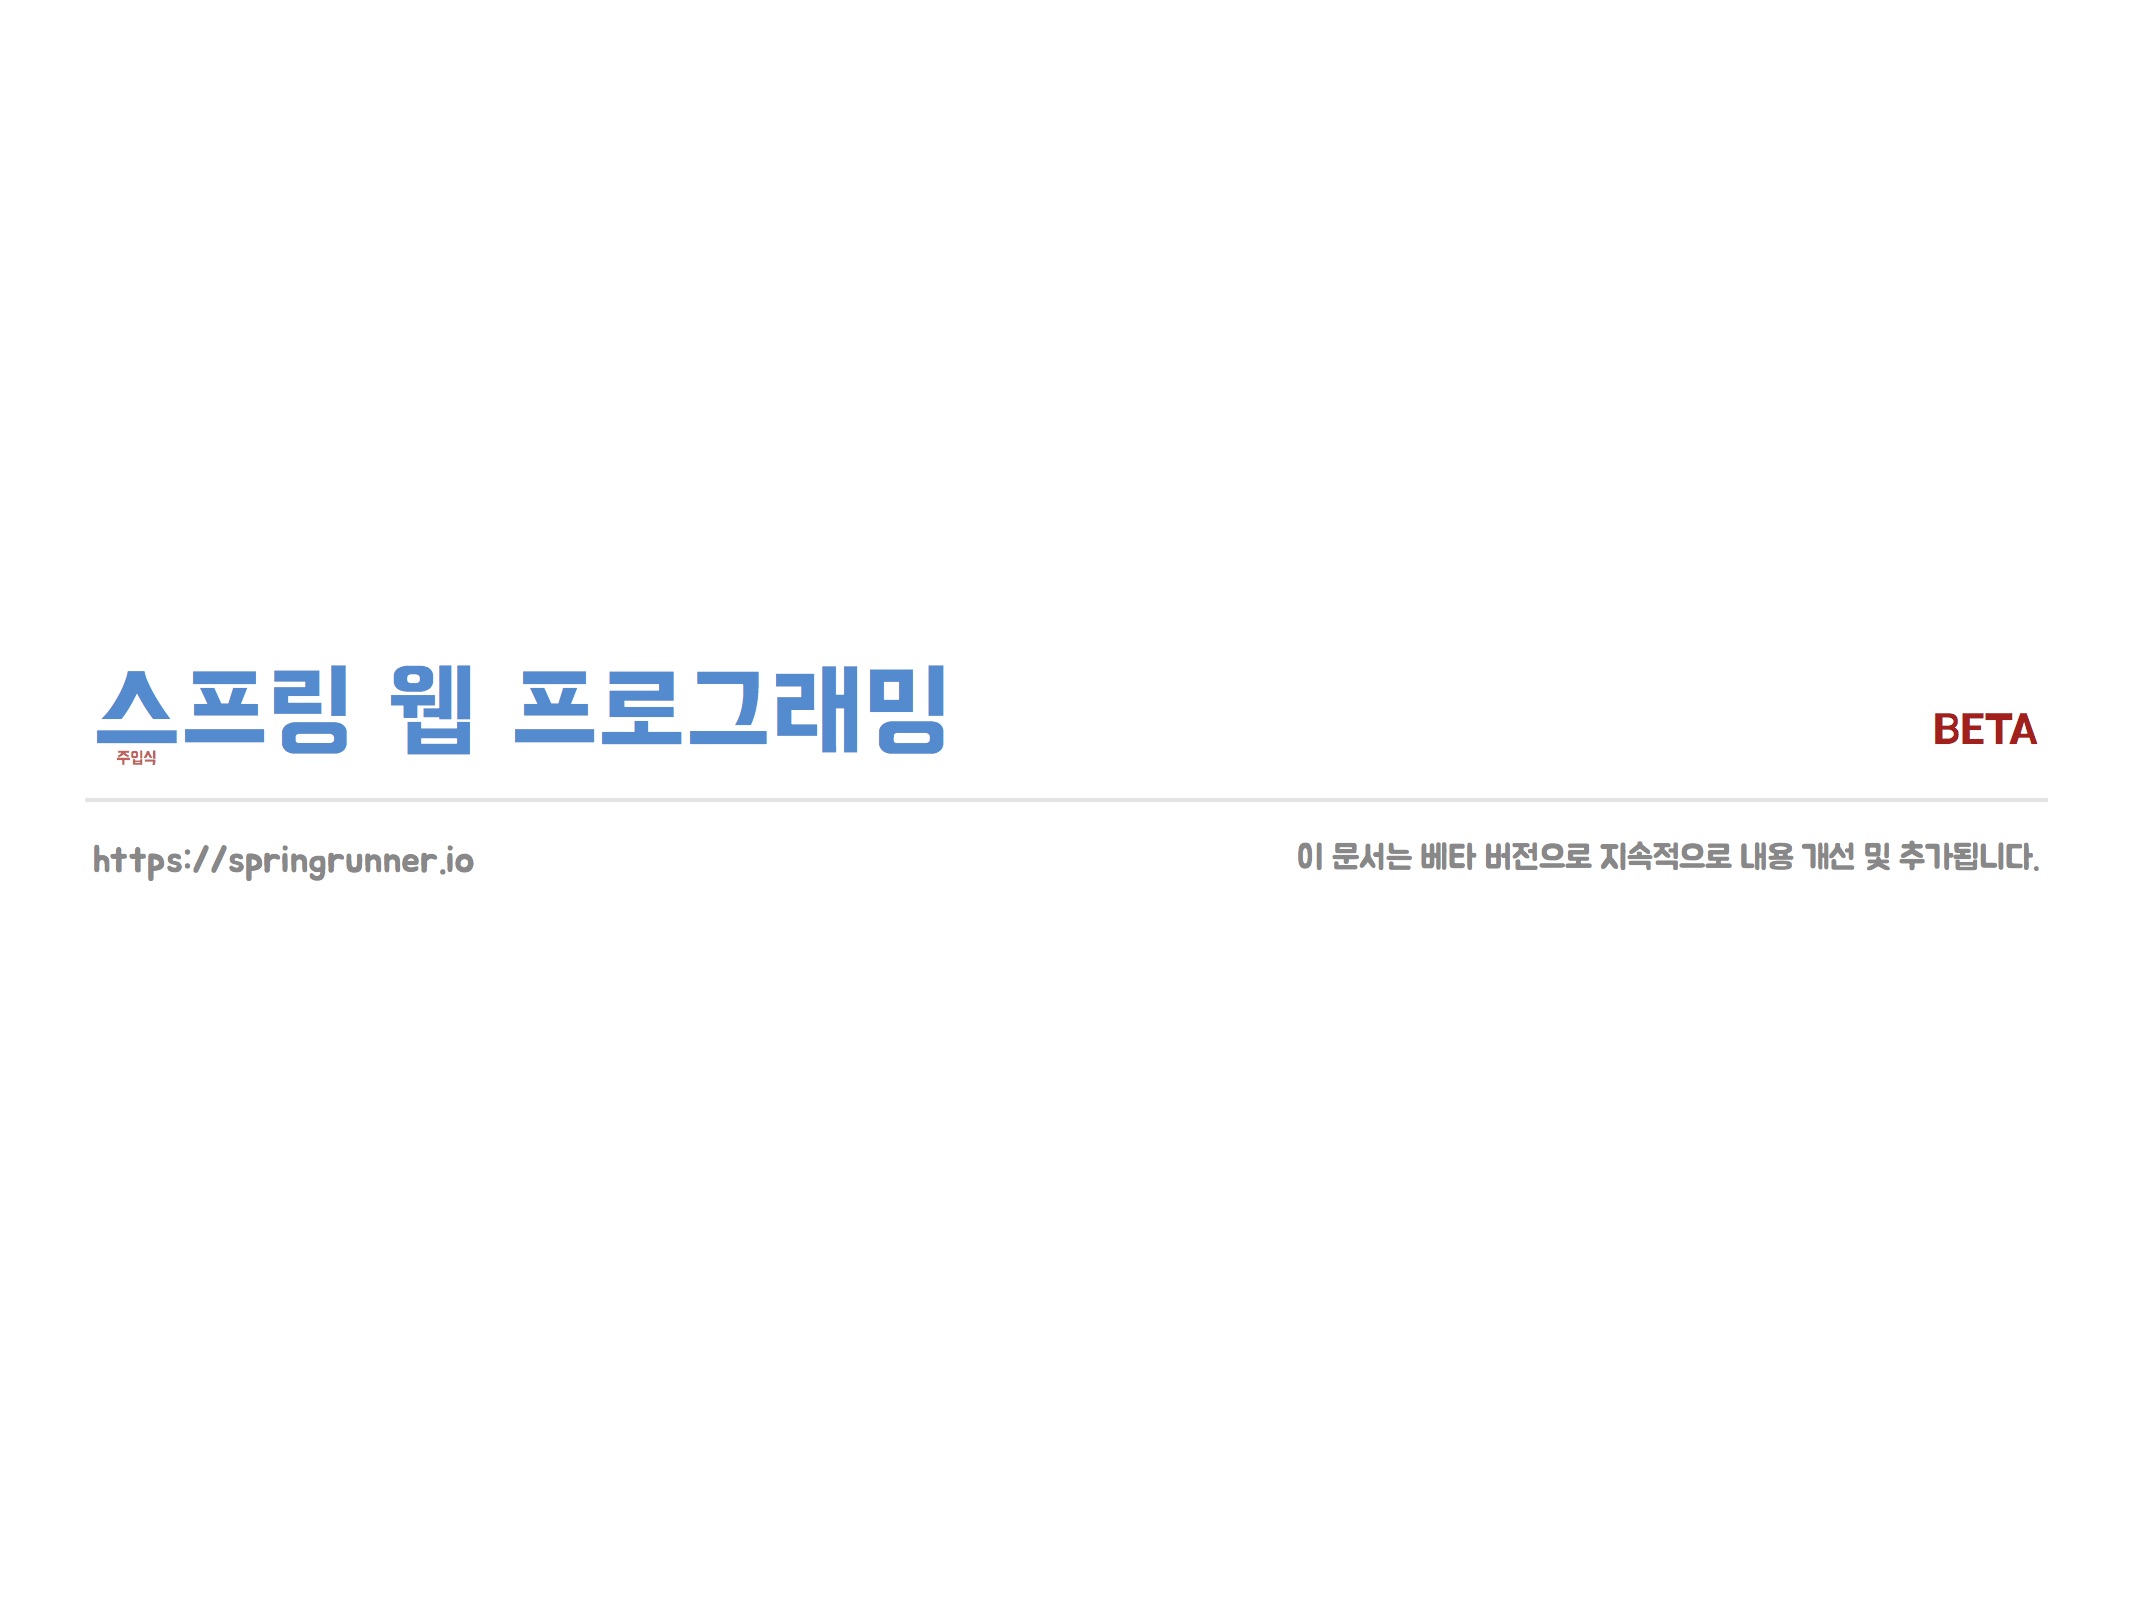 스프링 웹 프로그래밍
주입식
BETA
https://springrunner.io
이 문서는 베타 버전으로 지속적으로 내용 개선 및 추가됩니다.